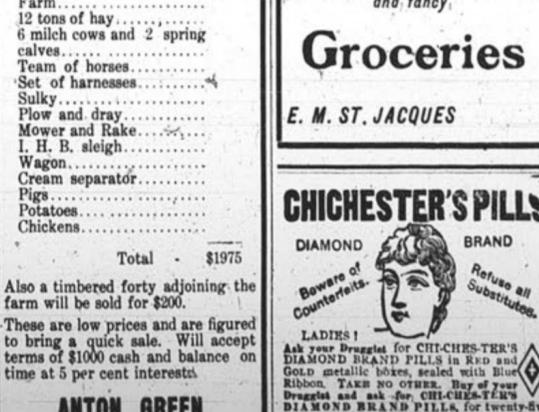 Farm..................
12 tons of hay..................
6 milch cows and 2 spring
calves..................
Team of horses..................
Set of harnesses..................
Sulky..................
Plow and dray..................
Mower and Rake..................
I. H. B. sleigh..................
Wagon..................
Cream separator..................
Pigs..................
Potatoes..................
Chickens..................
Total - $1975
Also a timbered forty adjoining the
farm will be sold for $200.
These are low prices and are figured
to bring a quick sale. Will accept
terms of $1000 cash and balance on
time at 5 per cent interest.
ANTON GREEN
and fancy
Groceries
E. M. ST. JACQUES
CHICHESTER'S PILLS
DIAMOND BRAND
Beware of
Counterfeits.
Refuse all
Substitutes.
LADIES!
Ask your Druggist for CHI-CHES-TER'S
DIAMOND BRAND PILLS in RED and
GOLD metallic boxes, sealed with Blue
Ribbon. TAKE NO OTHER. Buy of your
Druggist and ask for CHI-CHES-TER'S
DIAMOND BRAND PILLS, for twenty-five